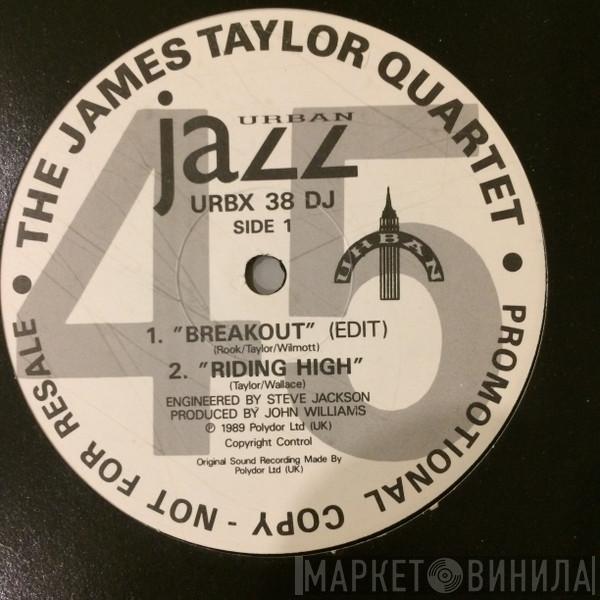 THE JAMES TAYLOR QUARTET
45
URBAN
jazz
URBX 38 DJ
SIDE 1
URBAN
1. "BREAKOUT" (EDIT)
(Rook/Taylor/Wilmott)
2. "RIDING HIGH"
(Taylor/Wallace)
ENGINEERED BY STEVE JACKSON
PRODUCED BY JOHN WILLIAMS
℗ 1989 Polydor Ltd (UK)
Copyright Control
Original Sound Recording Made By
Polydor Ltd (UK)
• PROMOTIONAL COPY - NOT FOR RESALE •
МАРКЕТ ВИНИЛА